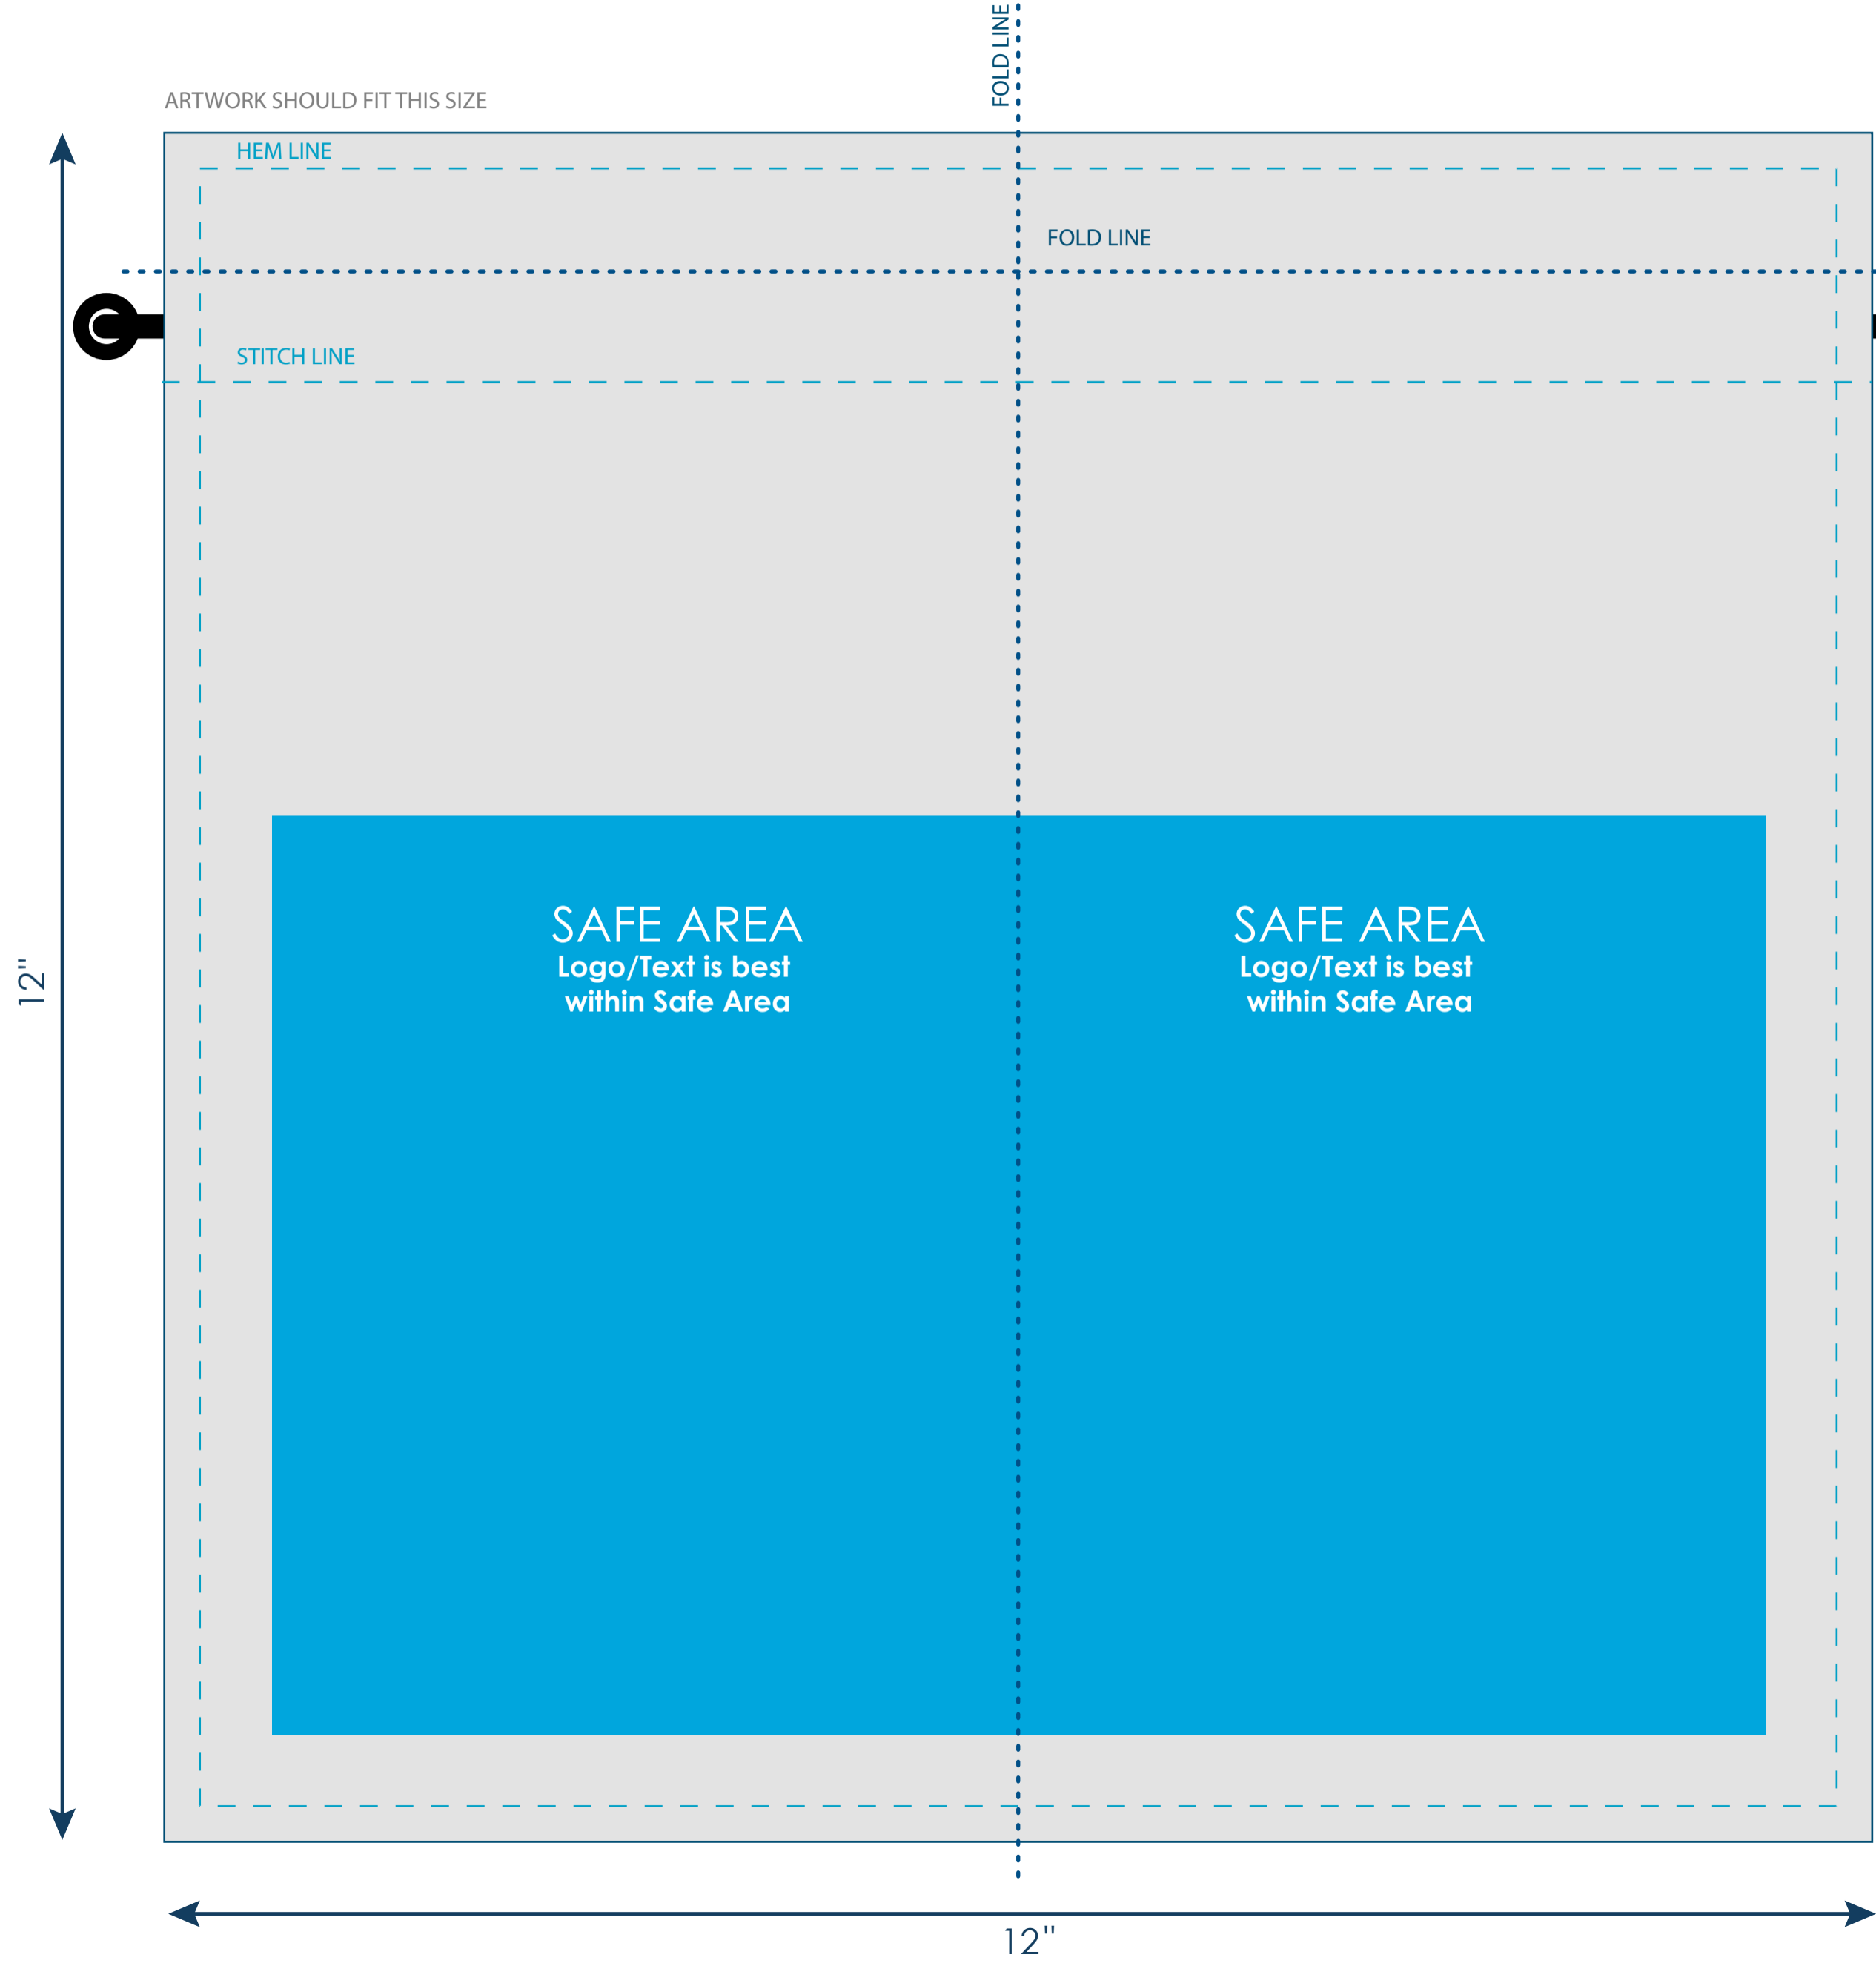 FOLD LINE
ARTWORK SHOULD FIT THIS SIZE
HEM LINE
FOLD LINE
STITCH LINE
SAFE AREA
Logo/Text is best
within Safe Area
SAFE AREA
Logo/Text is best
within Safe Area
12"
12"